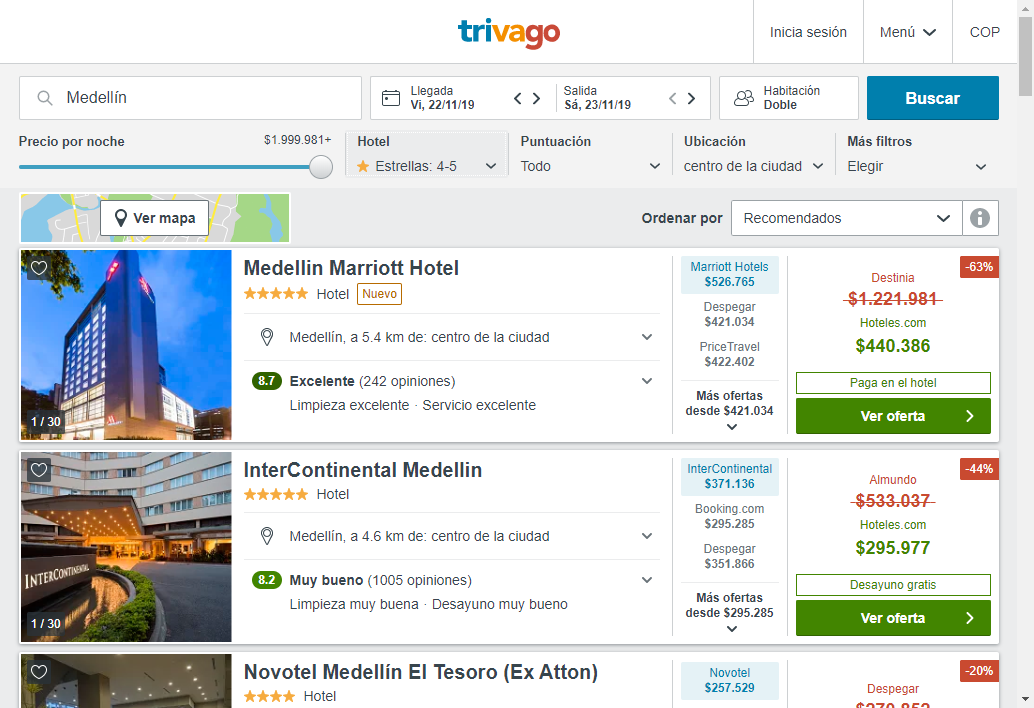 trivago
Inicia sesión
Menú
COP
Medellín
Llegada
Vi, 22/11/19
Salida
Sá, 23/11/19
Habitación
Doble
Buscar
Precio por noche
$1.999.981+
Hotel
Estrellas: 4-5
Puntuación
Todo
Ubicación
centro de la ciudad
Más filtros
Elegir
Ver mapa
Ordenar por
Recomendados
1 / 30
Medellin Marriott Hotel
Hotel
Nuevo
Medellín, a 5.4 km de: centro de la ciudad
8.7 Excelente (242 opiniones)
Limpieza excelente · Servicio excelente
Marriott Hotels
$526.765
Despegar
$421.034
PriceTravel
$422.402
Más ofertas
desde $421.034
-63%
Destinia
$1.221.981
Hoteles.com
$440.386
Paga en el hotel
Ver oferta
INTERCONTINENTAL
1 / 30
InterContinental Medellin
Hotel
Medellín, a 4.6 km de: centro de la ciudad
8.2 Muy bueno (1005 opiniones)
Limpieza muy buena · Desayuno muy bueno
InterContinental
$371.136
Booking.com
$295.285
Despegar
$351.866
Más ofertas
desde $295.285
-44%
Almundo
$533.037
Hoteles.com
$295.977
Desayuno gratis
Ver oferta
Novotel Medellín El Tesoro (Ex Atton)
Hotel
Novotel
$257.529
-20%
Despegar